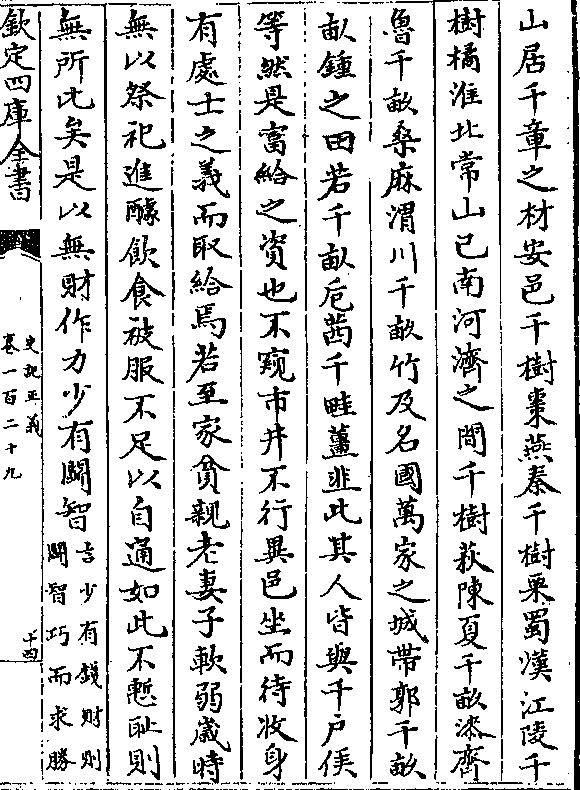 山居千章之材安邑千樹棗燕秦千樹栗蜀漢江陵千
樹橘淮北常山已南河濟之間千樹萩陳夏千畝漆齊
魯千畝桑麻渭川千畝竹及名國萬家之城帶郭千畝
畝鍾之田若千畝卮茜千畦薑韭此其人皆與千户侯
等然是富給之資也不窺市井不行異邑坐而待收身
有處士之義而取給焉若至家貧親老妻子軟弱歲時
無以祭祀進醵飲食被服不足以自通如此不慙耻則
無所比矣是以無財作力少有鬭智言少有錢財則
鬭智巧而求勝
欽定四庫全書
史記正義
卷一百二十九
十四